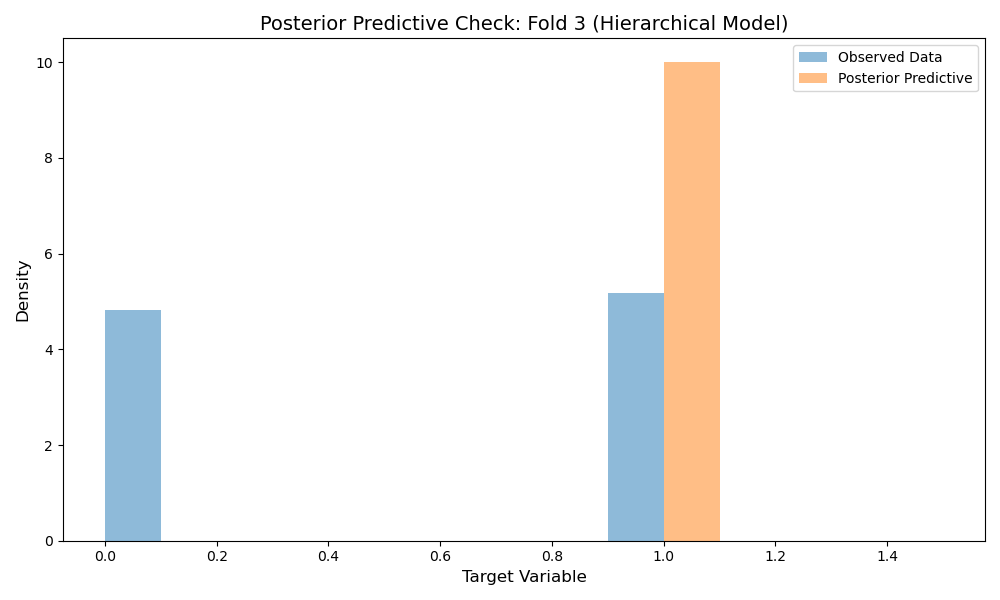 Posterior Predictive Check: Fold 3 (Hierarchical Model)
Observed Data
Posterior Predictive
Density
10
8
6
4
2
0
0.0 0.2 0.4 0.6 0.8 1.0 1.2 1.4
Target Variable